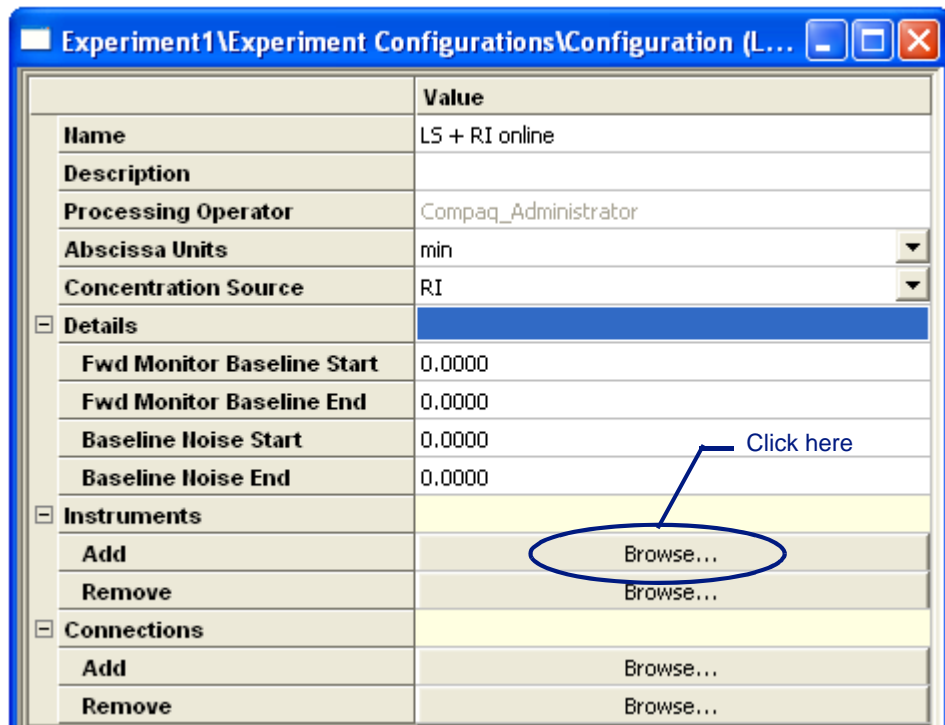 Experiment1\Experiment Configurations\Configuration (L...
Value
Name LS + RI online
Description
Processing Operator Compaq_Administrator
Abscissa Units min
Concentration Source RI
Details
Fwd Monitor Baseline Start 0.0000
Fwd Monitor Baseline End 0.0000
Baseline Noise Start 0.0000
Baseline Noise End 0.0000
Click here
Instruments
Add Browse...
Remove Browse...
Connections
Add Browse...
Remove Browse...